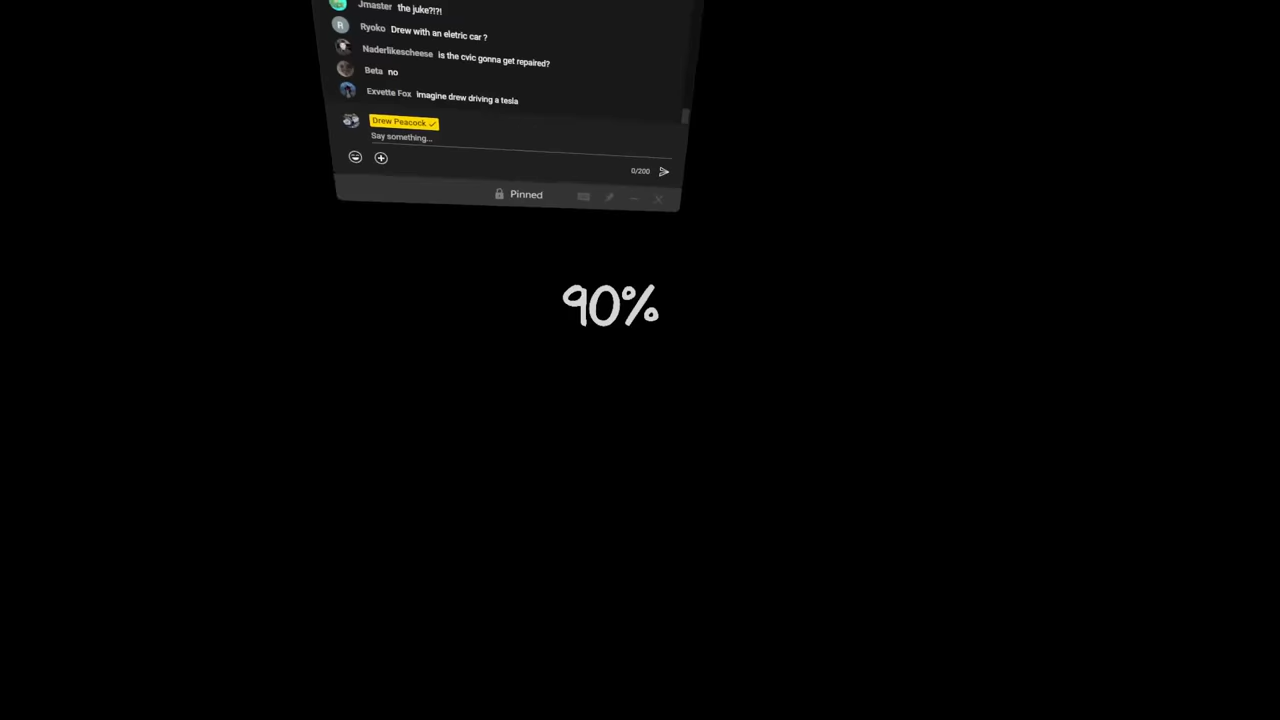 Jmaster the juke?!?!
Ryoko Drew with an eletric car ?
R
Naderlikescheese is the cvic gonna get repaired?
Beta no
Exvette Fox imagine drew driving a tesla
Drew Peacock ✓
Say something...
0/200
Pinned
90%